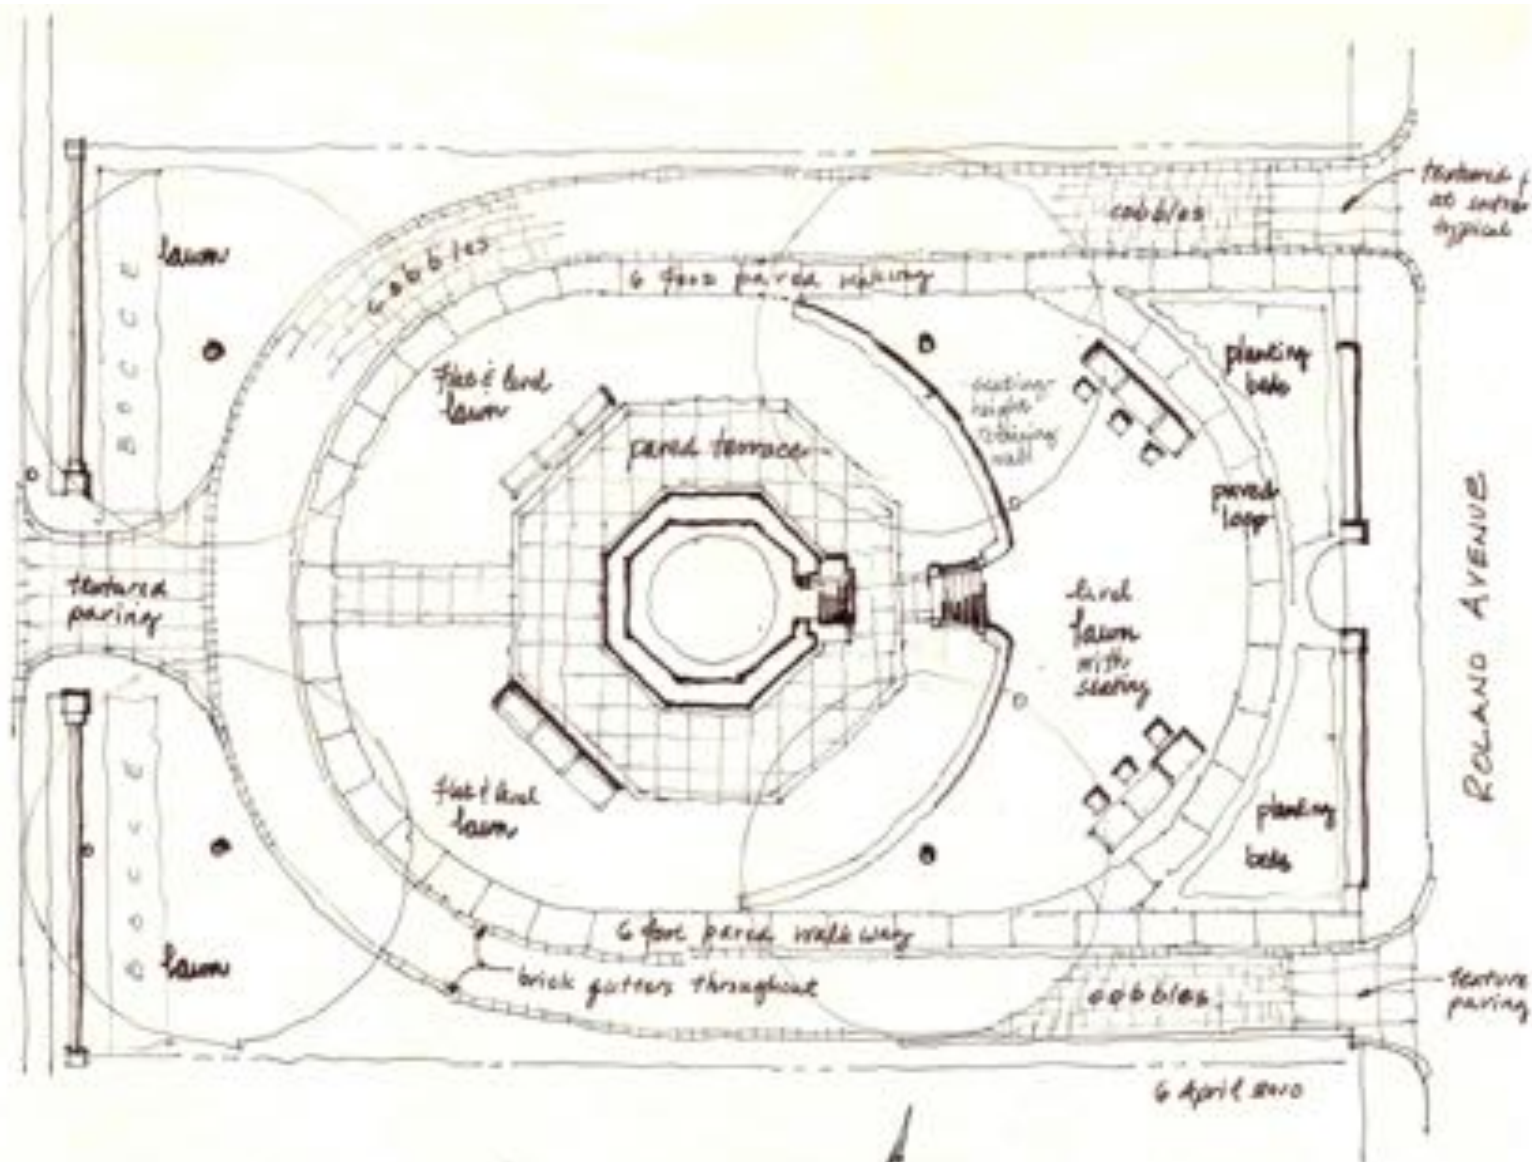 textured
at
typical
lawn
BOCCE
cobbles
cobbles
6 foot paved walkway
planting
beds
Flat & level
lawn
seating
height
retaining
wall
paved terrace
paved
loop
textured
paving
level
lawn
with
seating
ROLAND AVENUE
Flat & level
lawn
planting
beds
lawn
6 foot paved walkway
brick gutters throughout
cobbles
texture
paving
6 April 2010